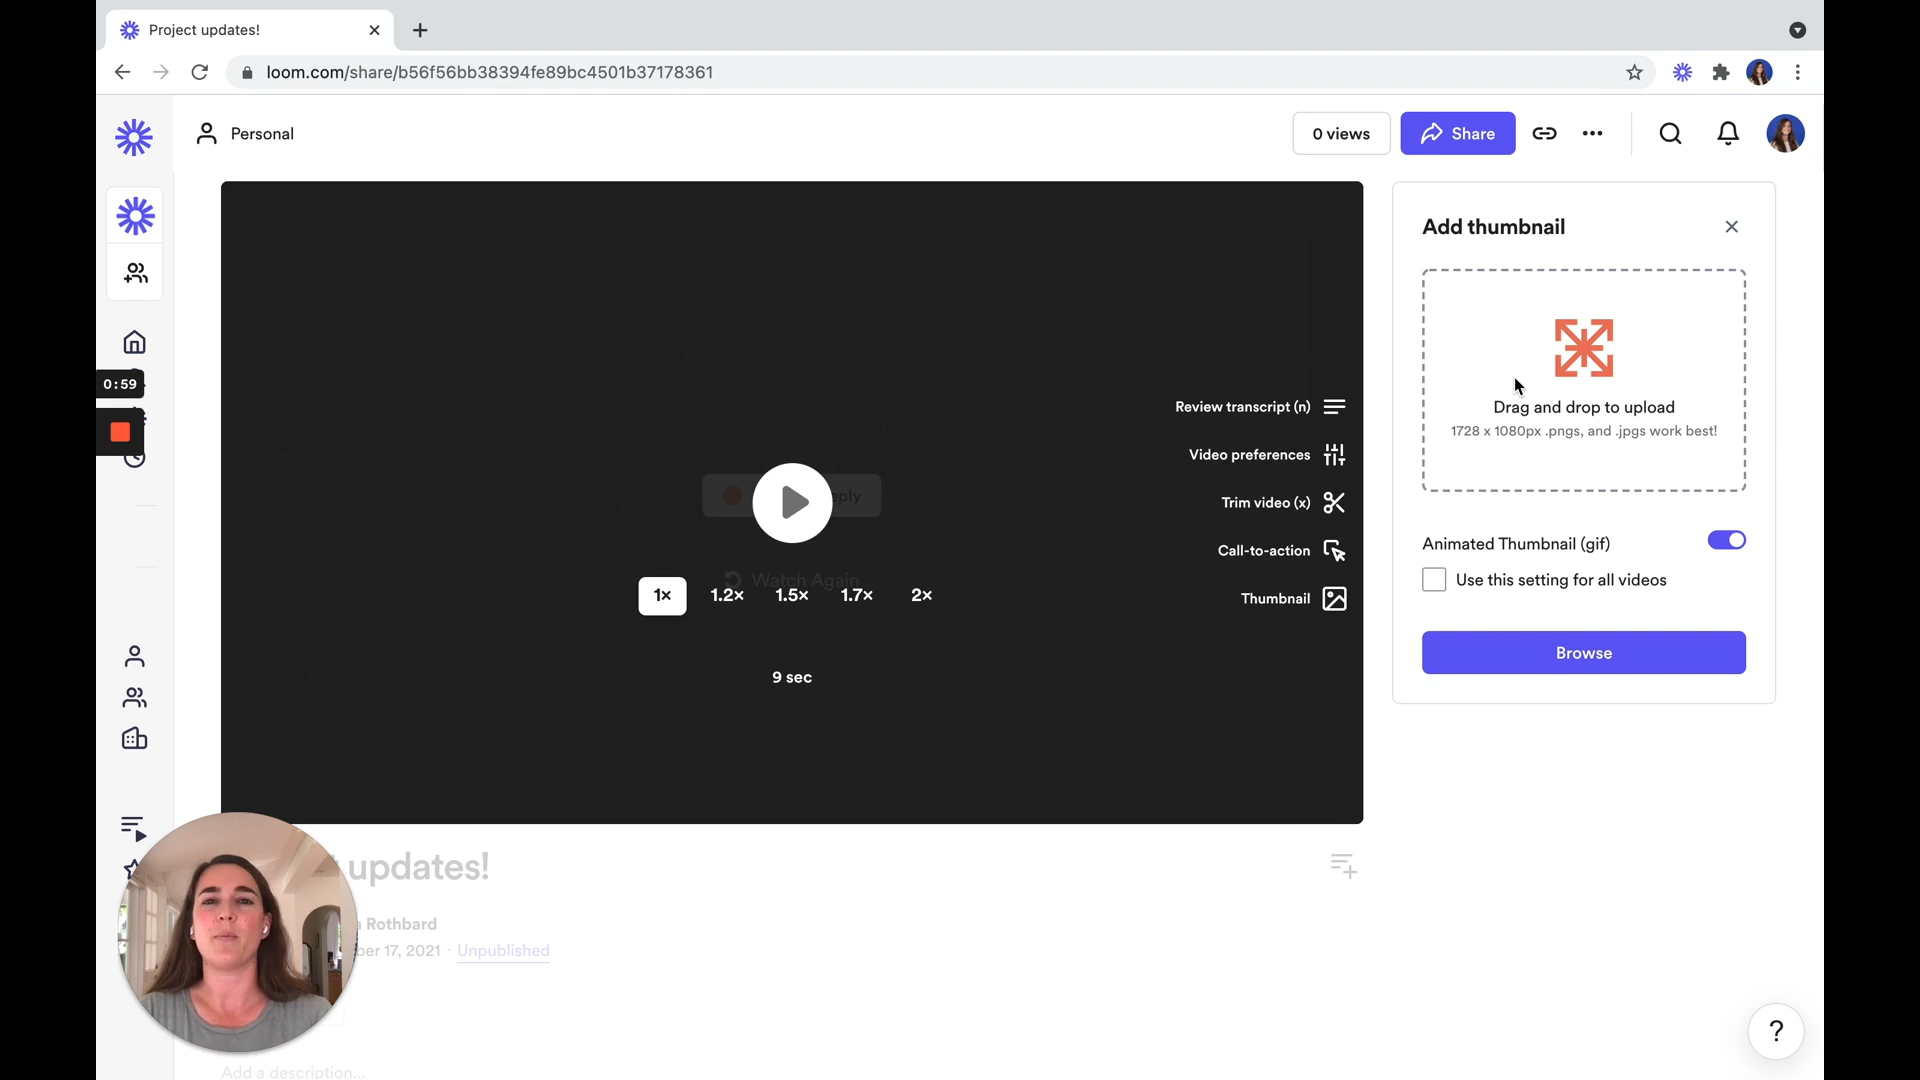 Project updates!
loom.com/share/b56f56bb38394fe89bc4501b37178361
Personal
0 views
Share
Add thumbnail
0:59
Project updates
Drag and drop to upload
1728 x 1080px .pngs, and .jpgs work best!
Review transcript (n)
Video preferences
Trim video (x)
Call-to-action
Thumbnail
Watch Again
1x 1.2x 1.5x 1.7x 2x
9 sec
Animated Thumbnail (gif)
Use this setting for all videos
Browse
updates!
Rothbard
17, 2021 · Unpublished
Add a description...
?